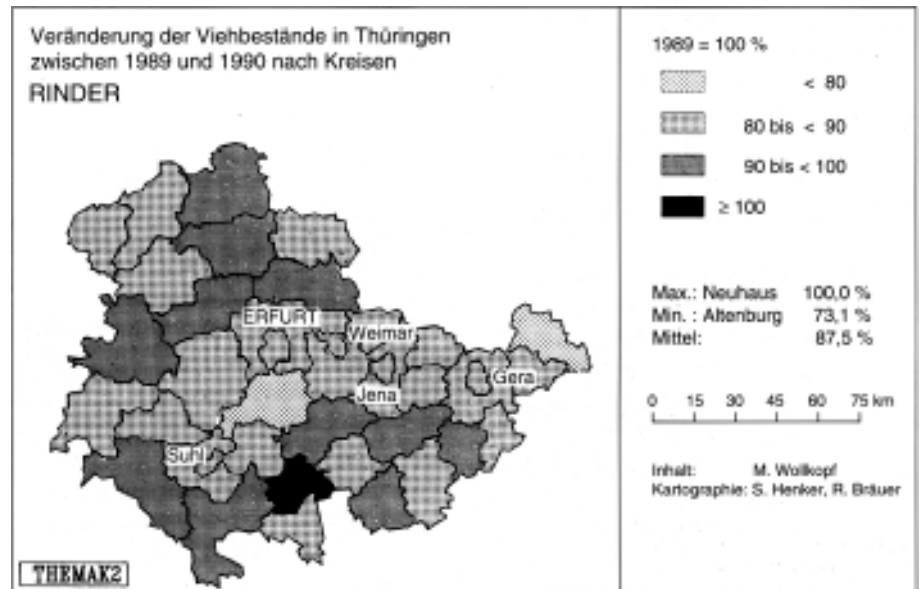 Veränderung der Viehbestände in Thüringen
zwischen 1989 und 1990 nach Kreisen
RINDER
ERFURT
Weimar
Gera
Jena
Suhl
THEMAK2
1989 = 100 %
< 80
80 bis < 90
90 bis < 100
≥ 100
Max.: Neuhaus 100,0 %
Min. : Altenburg 73,1 %
Mittel: 87,5 %
0 15 30 45 60 75 km
Inhalt: M. Wollkopf
Kartographie: S. Henker, R. Bräuer